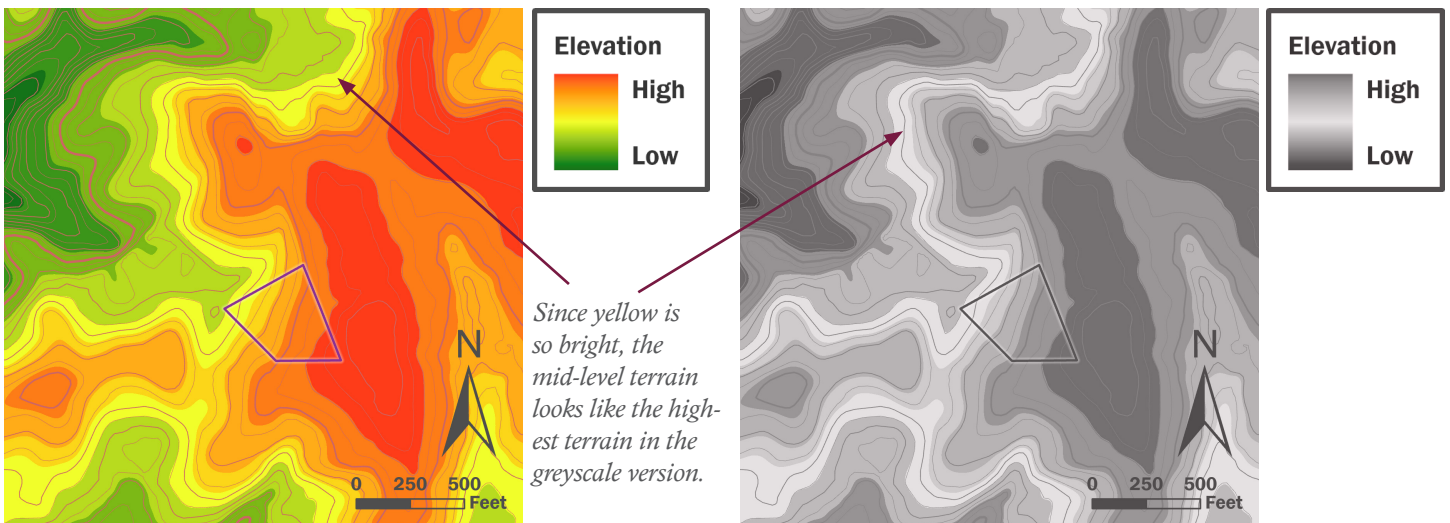 Elevation
High
Low
Since yellow is
so bright, the
mid-level terrain
looks like the high-
est terrain in the
greyscale version.
N
0 250 500
Feet
N
0 250 500
Feet
Elevation
High
Low